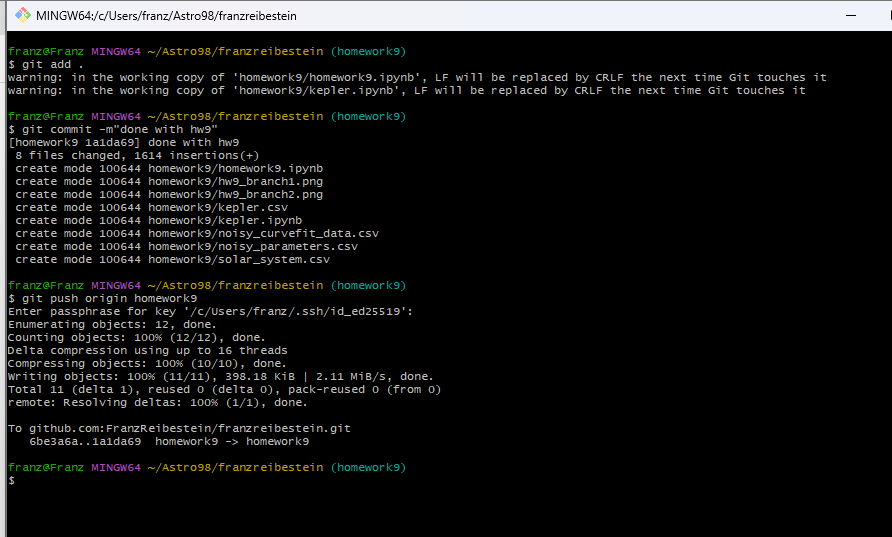 MINGW64:/c/Users/franz/Astro98/franzreibestein
franz@Franz MINGW64 ~/Astro98/franzreibestein (homework9)
$ git add .
warning: in the working copy of 'homework9/homework9.ipynb', LF will be replaced by CRLF the next time Git touches it
warning: in the working copy of 'homework9/kepler.ipynb', LF will be replaced by CRLF the next time Git touches it
franz@Franz MINGW64 ~/Astro98/franzreibestein (homework9)
$ git commit -m"done with hw9"
[homework9 1a1da69] done with hw9
 8 files changed, 1614 insertions(+)
 create mode 100644 homework9/homework9.ipynb
 create mode 100644 homework9/hw9_branch1.png
 create mode 100644 homework9/hw9_branch2.png
 create mode 100644 homework9/kepler.csv
 create mode 100644 homework9/kepler.ipynb
 create mode 100644 homework9/noisy_curvefit_data.csv
 create mode 100644 homework9/noisy_parameters.csv
 create mode 100644 homework9/solar_system.csv
franz@Franz MINGW64 ~/Astro98/franzreibestein (homework9)
$ git push origin homework9
Enter passphrase for key '/c/Users/franz/.ssh/id_ed25519':
Enumerating objects: 12, done.
Counting objects: 100% (12/12), done.
Delta compression using up to 16 threads
Compressing objects: 100% (10/10), done.
Writing objects: 100% (11/11), 398.18 KiB | 2.11 MiB/s, done.
Total 11 (delta 1), reused 0 (delta 0), pack-reused 0 (from 0)
remote: Resolving deltas: 100% (1/1), done.
To github.com:FranzReibestein/franzreibestein.git
   6be3a6a..1a1da69  homework9 -> homework9
franz@Franz MINGW64 ~/Astro98/franzreibestein (homework9)
$